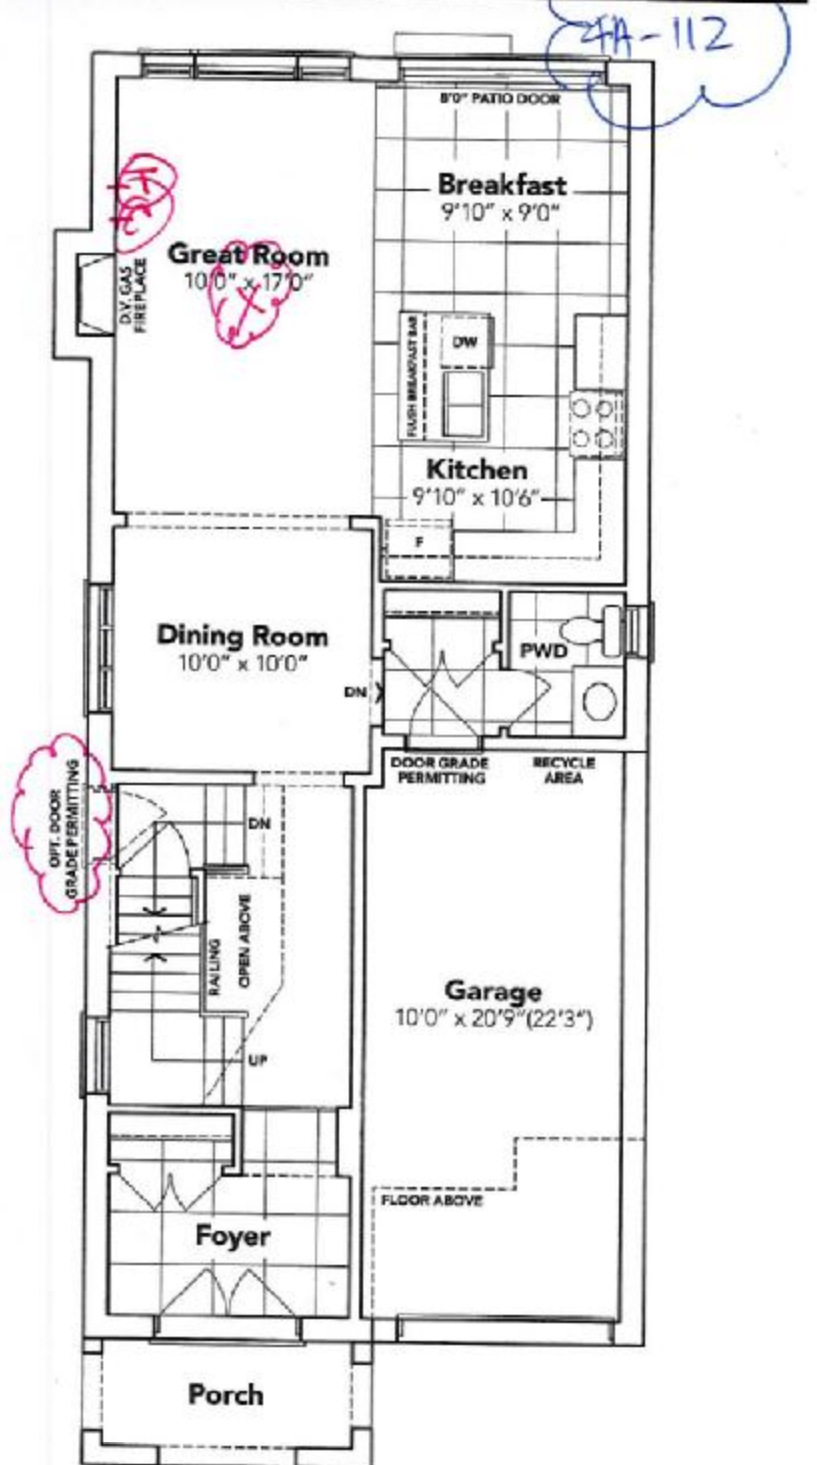 4A-112
8'0" PATIO DOOR
Breakfast
9'10" x 9'0"
Great Room
10'0" x 17'0"
D.V. GAS
FIREPLACE
FLUSH BREAKFAST BAR
DW
Kitchen
9'10" x 10'6"
F
Dining Room
10'0" x 10'0"
PWD
DN
DOOR GRADE
PERMITTING
RECYCLE
AREA
OPT. DOOR
GRADE PERMITTING
DN
RAILING
OPEN ABOVE
Garage
10'0" x 20'9"(22'3")
UP
FLOOR ABOVE
Foyer
Porch